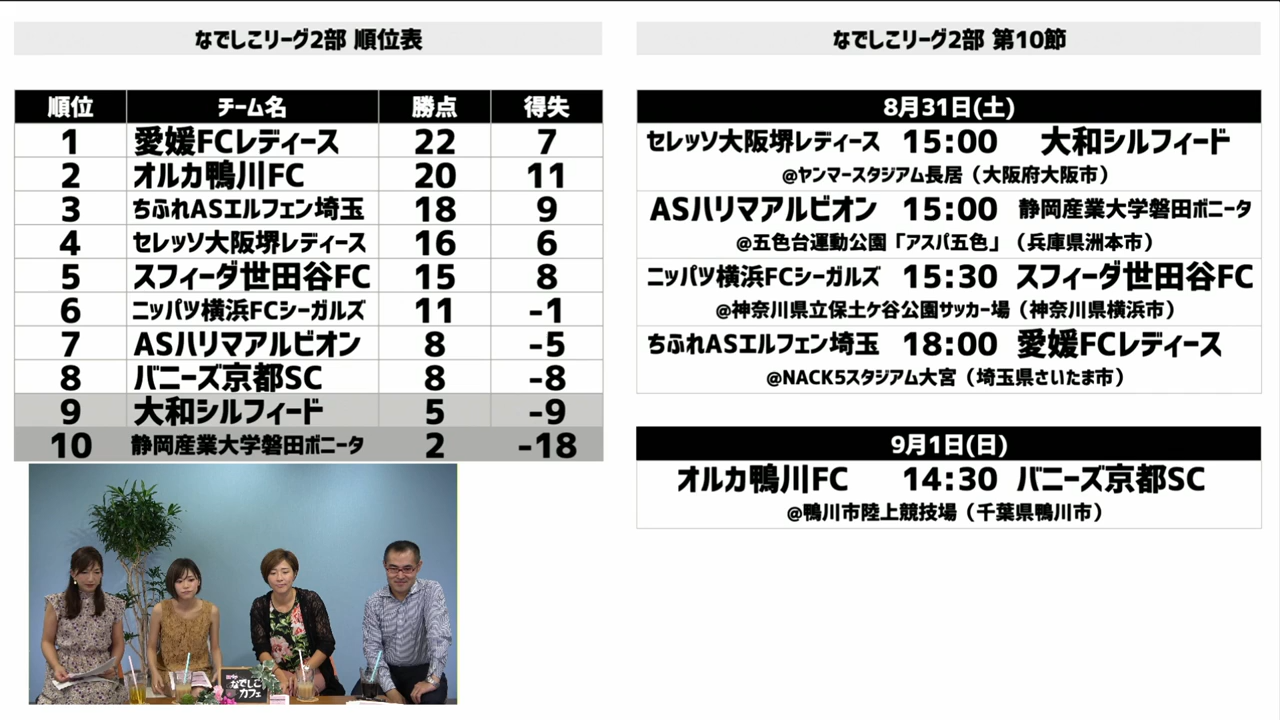 なでしこリーグ2部 順位表
順位 チーム名 勝点 得失
1 愛媛FCレディース 22 7
2 オルカ鴨川FC 20 11
3 ちふれASエルフェン埼玉 18 9
4 セレッソ大阪堺レディース 16 6
5 スフィーダ世田谷FC 15 8
6 ニッパツ横浜FCシーガルズ 11 -1
7 ASハリマアルビオン 8 -5
8 バニーズ京都SC 8 -8
9 大和シルフィード 5 -9
10 静岡産業大学磐田ボニータ 2 -18
なでしこリーグ2部 第10節
8月31日(土)
セレッソ大阪堺レディース 15:00 大和シルフィード
@ヤンマースタジアム長居（大阪府大阪市）
ASハリマアルビオン 15:00 静岡産業大学磐田ボニータ
@五色台運動公園「アスパ五色」（兵庫県洲本市）
ニッパツ横浜FCシーガルズ 15:30 スフィーダ世田谷FC
@神奈川県立保土ケ谷公園サッカー場（神奈川県横浜市）
ちふれASエルフェン埼玉 18:00 愛媛FCレディース
@NACK5スタジアム大宮（埼玉県さいたま市）
9月1日(日)
オルカ鴨川FC 14:30 バニーズ京都SC
@鴨川市陸上競技場（千葉県鴨川市）
なでしこ
カフェ